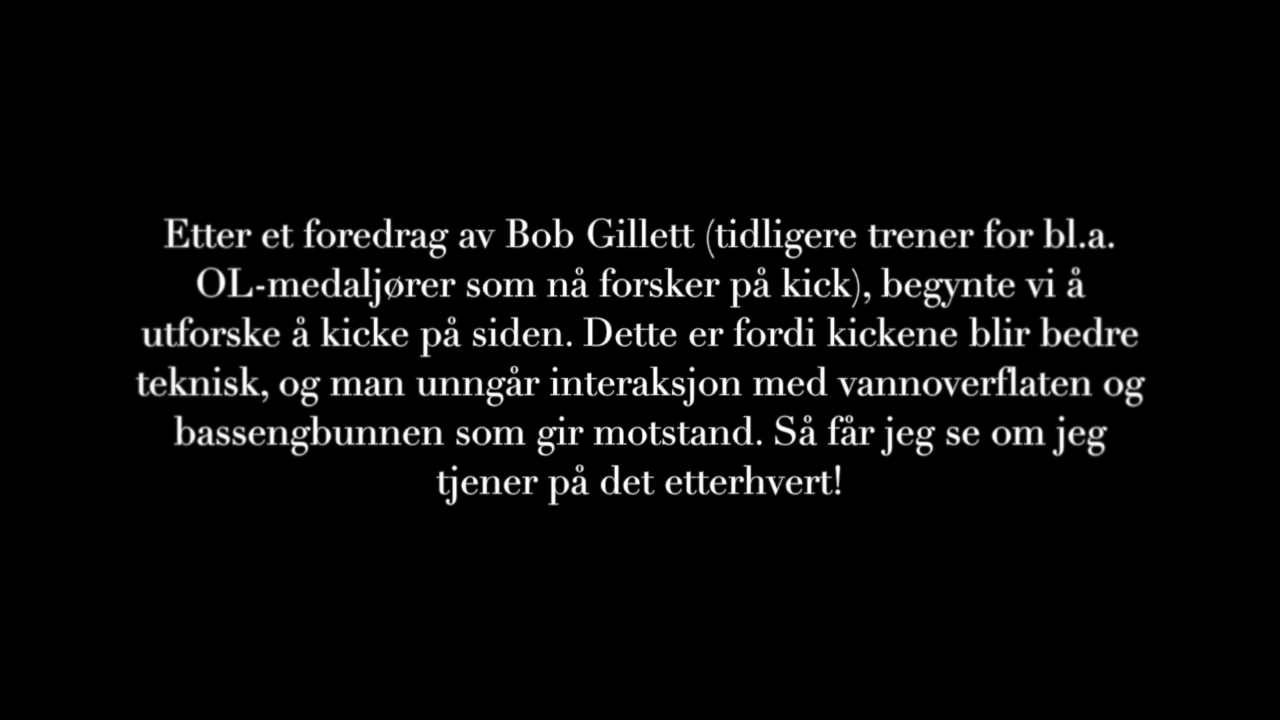 Etter et foredrag av Bob Gillett (tidligere trener for bl.a.
OL-medaljører som nå forsker på kick), begynte vi å
utforske å kicke på siden. Dette er fordi kickene blir bedre
teknisk, og man unngår interaksjon med vannoverflaten og
bassengbunnen som gir motstand. Så får jeg se om jeg
tjener på det etterhvert!